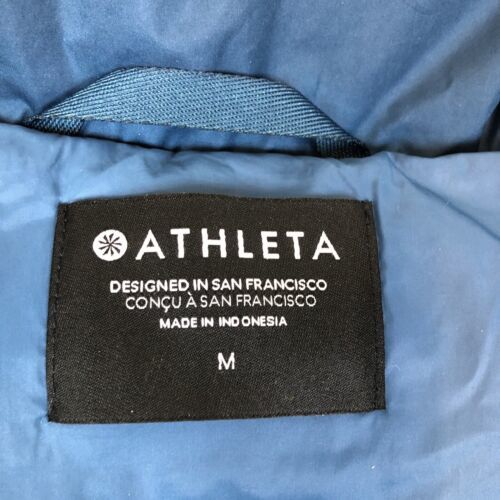 ATHLETA
DESIGNED IN SAN FRANCISCO
CONÇU À SAN FRANCISCO
MADE IN INDONESIA
M